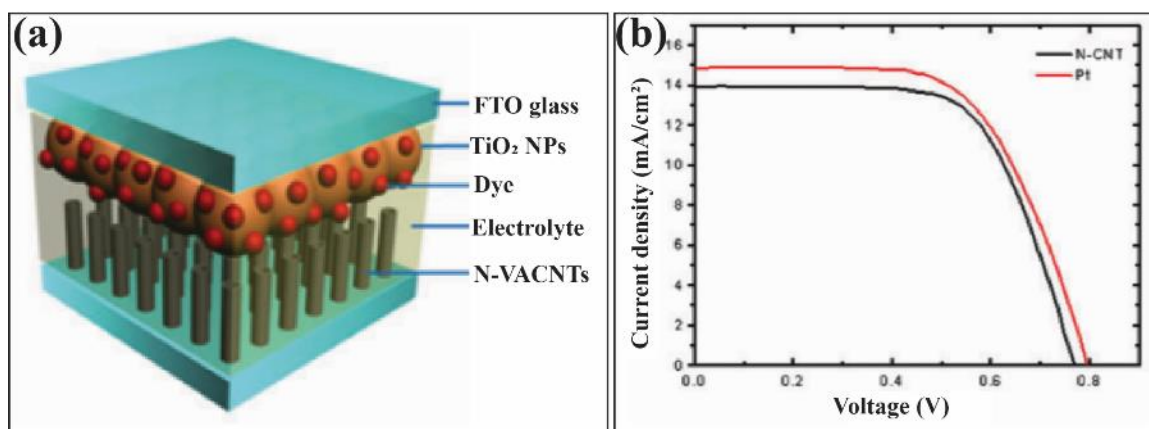 (a)
FTO glass
TiO₂ NPs
Dye
Electrolyte
N-VACNTs
(b)
N-CNT
Pt
Current density (mA/cm²)
16
14
12
10
8
6
4
2
0
0.0 0.2 0.4 0.6 0.8
Voltage (V)